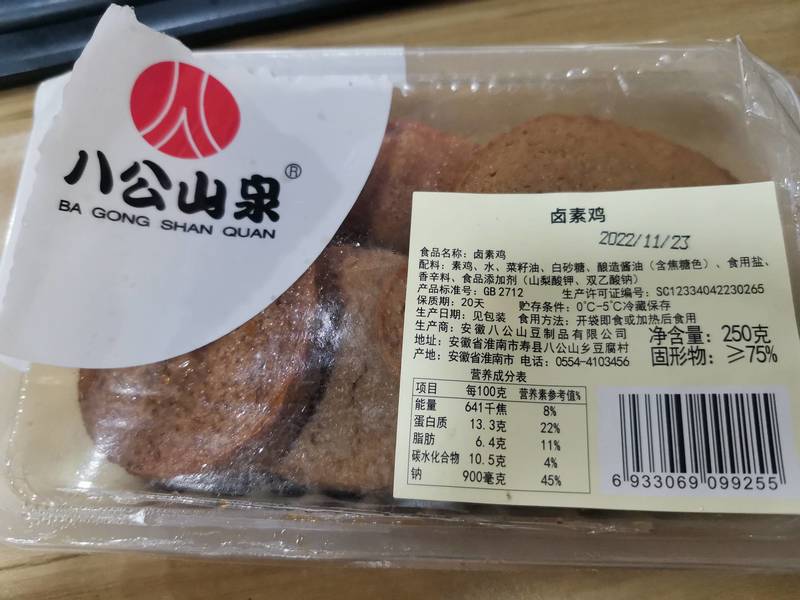 八公山泉®
BA GONG SHAN QUAN
卤素鸡
2022/11/23
食品名称：卤素鸡
配料：素鸡、水、菜籽油、白砂糖、酿造酱油（含焦糖色）、食用盐、
香辛料、食品添加剂（山梨酸钾、双乙酸钠）
产品标准号：GB 2712 生产许可证编号：SC12334042230265
保质期：20天 贮存条件：0℃-5℃冷藏保存
生产日期：见包装 食用方法：开袋即食或加热后食用
生产商：安徽八公山豆制品有限公司
地址：安徽省淮南市寿县八公山乡豆腐村
产地：安徽省淮南市 电话：0554-4103456
净含量：250克
固形物：≥75%
营养成分表
项目 每100克 营养素参考值%
能量 641千焦 8%
蛋白质 13.3克 22%
脂肪 6.4克 11%
碳水化合物 10.5克 4%
钠 900毫克 45%
6 933069 099255